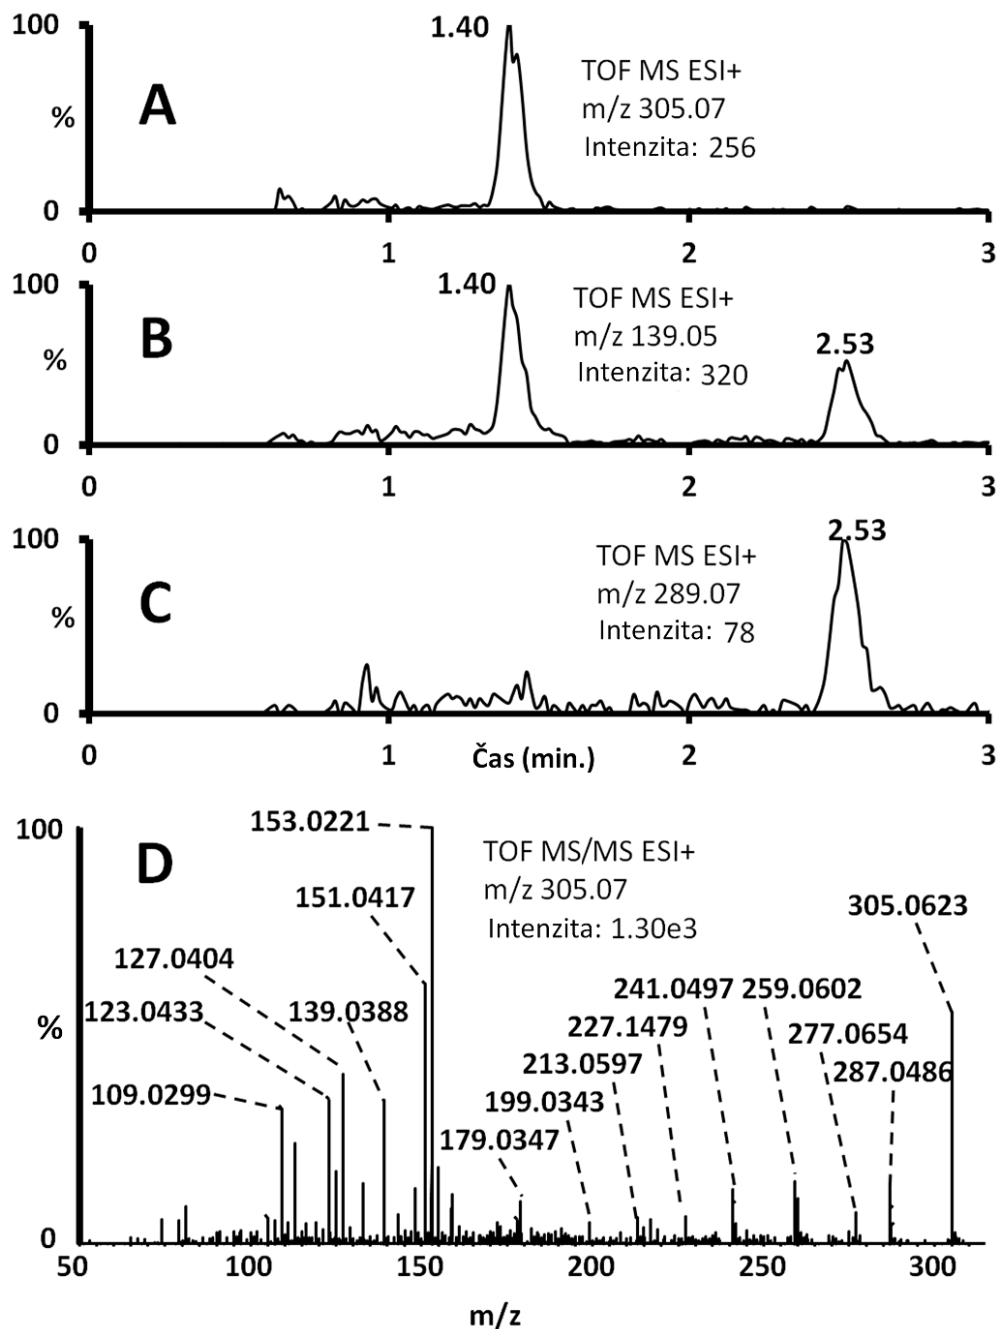 100
1.40
TOF MS ESI+
A
m/z 305.07
%
Intenzita: 256
0
0 1 2 3
100
1.40
TOF MS ESI+
B
m/z 139.05
2.53
%
Intenzita: 320
0
0 1 2 3
100
2.53
TOF MS ESI+
C
m/z 289.07
%
Intenzita: 78
0
0 1 Čas (min.) 2 3
100
153.0221
D
TOF MS/MS ESI+
m/z 305.07
Intenzita: 1.30e3
151.0417
305.0623
127.0404
241.0497 259.0602
123.0433 139.0388
%
227.1479
277.0654
213.0597
287.0486
109.0299
199.0343
179.0347
0
50 100 150 200 250 300
m/z